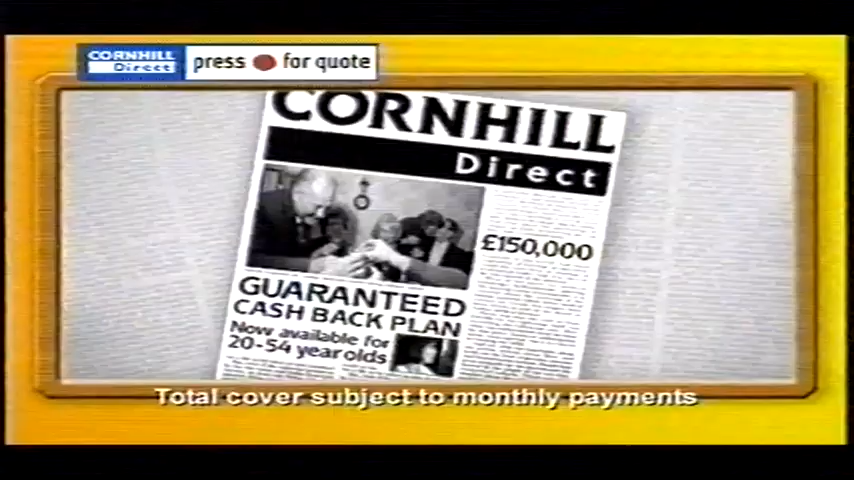 CORNHILL
Direct
press for quote
CORNHILL
Direct
£150,000
GUARANTEED
CASH BACK PLAN
Now available for
20-54 year olds
Total cover subject to monthly payments